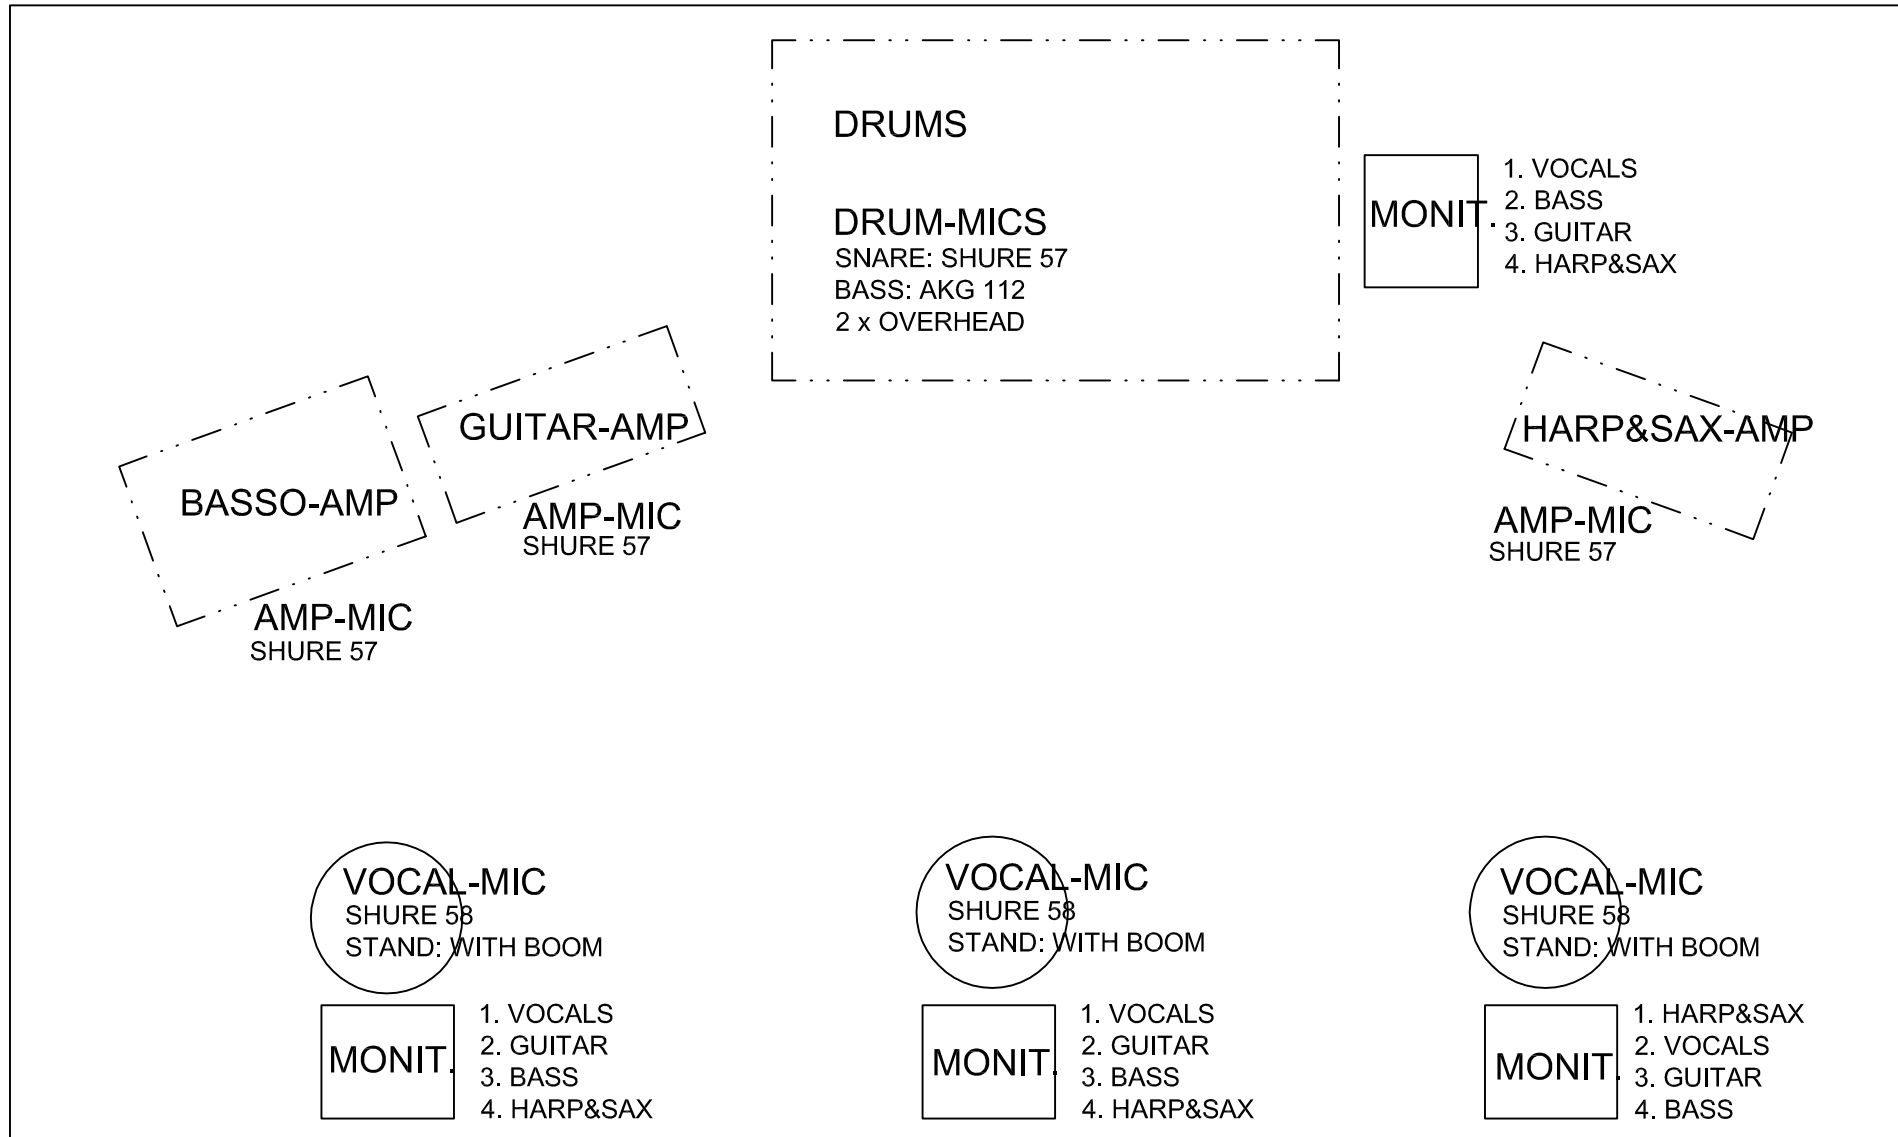 DRUMS
DRUM-MICS
SNARE: SHURE 57
BASS: AKG 112
2 x OVERHEAD
MONIT.
1. VOCALS
2. BASS
3. GUITAR
4. HARP&SAX
GUITAR-AMP
AMP-MIC
SHURE 57
BASSO-AMP
AMP-MIC
SHURE 57
HARP&SAX-AMP
AMP-MIC
SHURE 57
VOCAL-MIC
SHURE 58
STAND: WITH BOOM
MONIT.
1. VOCALS
2. GUITAR
3. BASS
4. HARP&SAX
VOCAL-MIC
SHURE 58
STAND: WITH BOOM
MONIT.
1. VOCALS
2. GUITAR
3. BASS
4. HARP&SAX
VOCAL-MIC
SHURE 58
STAND: WITH BOOM
MONIT.
1. HARP&SAX
2. VOCALS
3. GUITAR
4. BASS